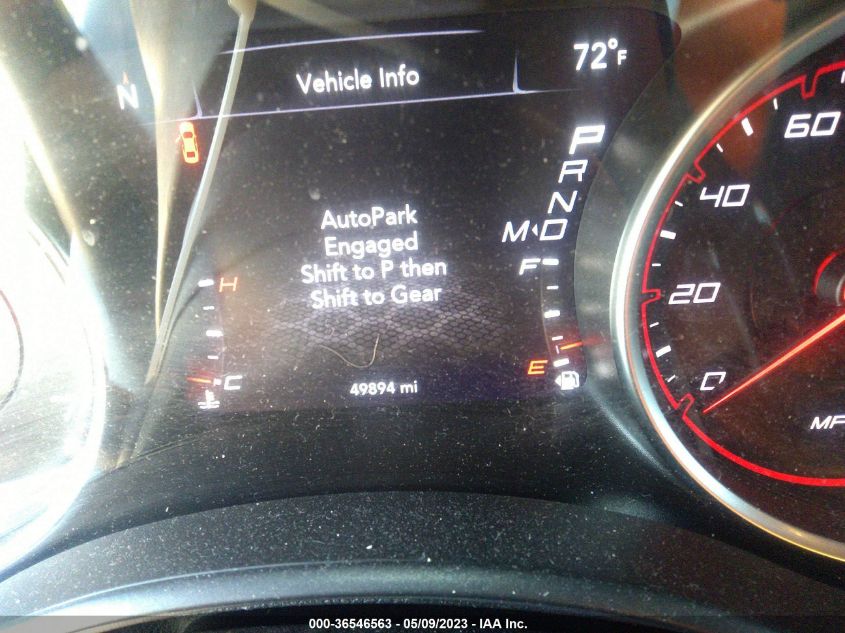 Vehicle Info
72°F
N
P
R
N
M◂D
AutoPark
Engaged
Shift to P then
Shift to Gear
H
C
F
E
49894 mi
60
40
20
0
000-36546563 - 05/09/2023 - IAA Inc.